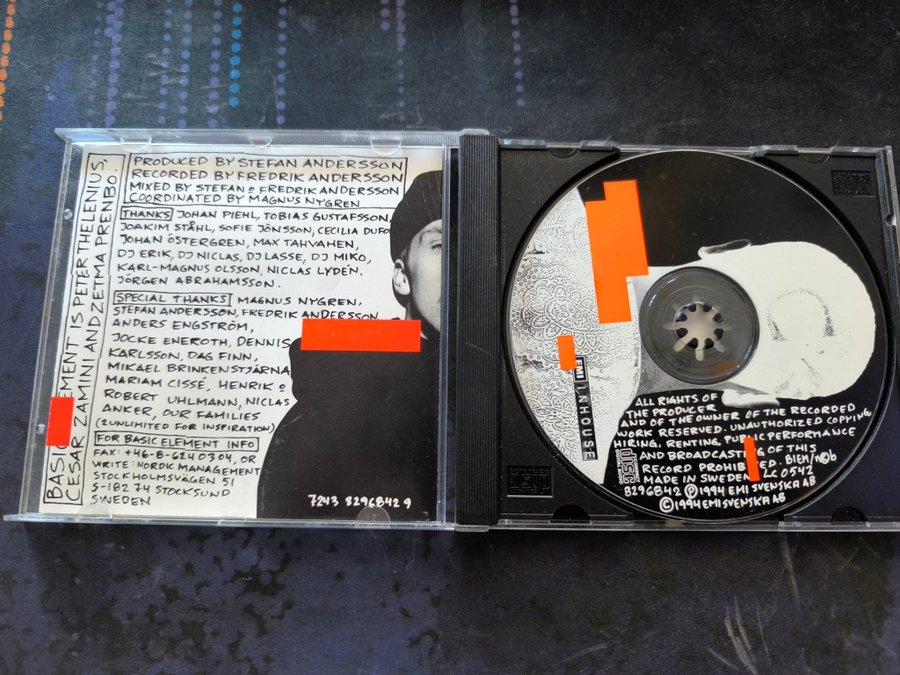 BASI EMENT IS PETER THELENIUS,
CESAR ZAMINI AND ZETMA PRENBO.
PRODUCED BY STEFAN ANDERSSON
RECORDED BY FREDRIK ANDERSSON
MIXED BY STEFAN & FREDRIK ANDERSSON
COORDINATED BY MAGNUS NYGREN
THANKS JOHAN PIEHL, TOBIAS GUSTAFSSON,
JOAKIM STÅHL, SOFIE JÖNSSON, CECILIA DUFO
JOHAN ÖSTERGREN, MAX TAHVAHEN,
DJ ERIK, DJ NICLAS, DJ LASSE, DJ MIKO,
KARL-MAGNUS OLSSON, NICLAS LYDÉN,
JÖRGEN ABRAHAMSSON.
SPECIAL THANKS MAGNUS NYGREN,
STEFAN ANDERSSON, FREDRIK ANDERSSON
ANDERS ENGSTRÖM,
JOCKE ENEROTH, DENNIS
KARLSSON, DAG FINN,
MIKAEL BRINKENSTJÄRNA
MARIAM CISSÉ, HENRIK &
ROBERT UHLMANN, NICLAS
ANKER, OUR FAMILIES
(2UNLIMITED FOR INSPIRATION)
FOR BASIC ELEMENT INFO
FAX: +46-8-624 03 04, OR
WRITE: NORDIC MANAGEMENT
STOCKHOLMSVÄGEN 51
S-182 74 STOCKSUND
SWEDEN
7243 8296842 9
EMI INHOUSE
ALL RIGHTS OF
THE PRODUCER
AND OF THE OWNER OF THE RECORDED
WORK RESERVED. UNAUTHORIZED COPYING
HIRING, RENTING, PUBLIC PERFORMANCE
AND BROADCASTING OF THIS
RECORD PROHIBITED. BIEM/n©b
MADE IN SWEDEN LC 0542
8296842 ℗ 1994 EMI SVENSKA AB
© 1994 EMI SVENSKA AB